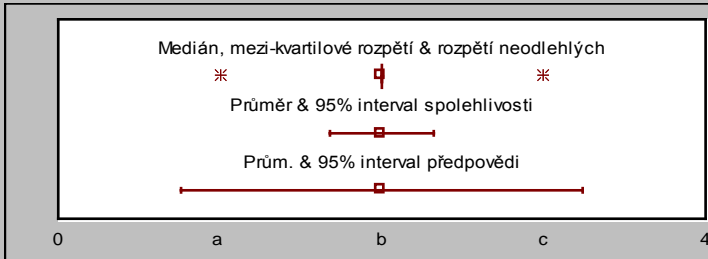 Medián, mezi-kvartilové rozpětí & rozpětí neodlehlých
Průměr & 95% interval spolehlivosti
Prům. & 95% interval předpovědi
0 a b c 4